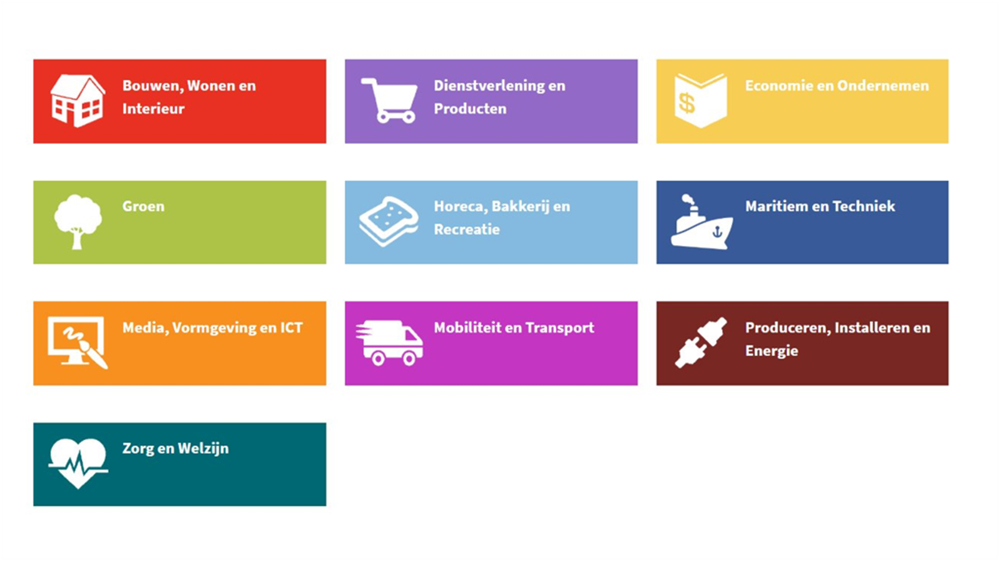 Bouwen, Wonen en
Interieur
Dienstverlening en
Producten
$
Economie en Ondernemen
Groen
Horeca, Bakkerij en
Recreatie
Maritiem en Techniek
Media, Vormgeving en ICT
Mobiliteit en Transport
Produceren, Installeren en
Energie
Zorg en Welzijn